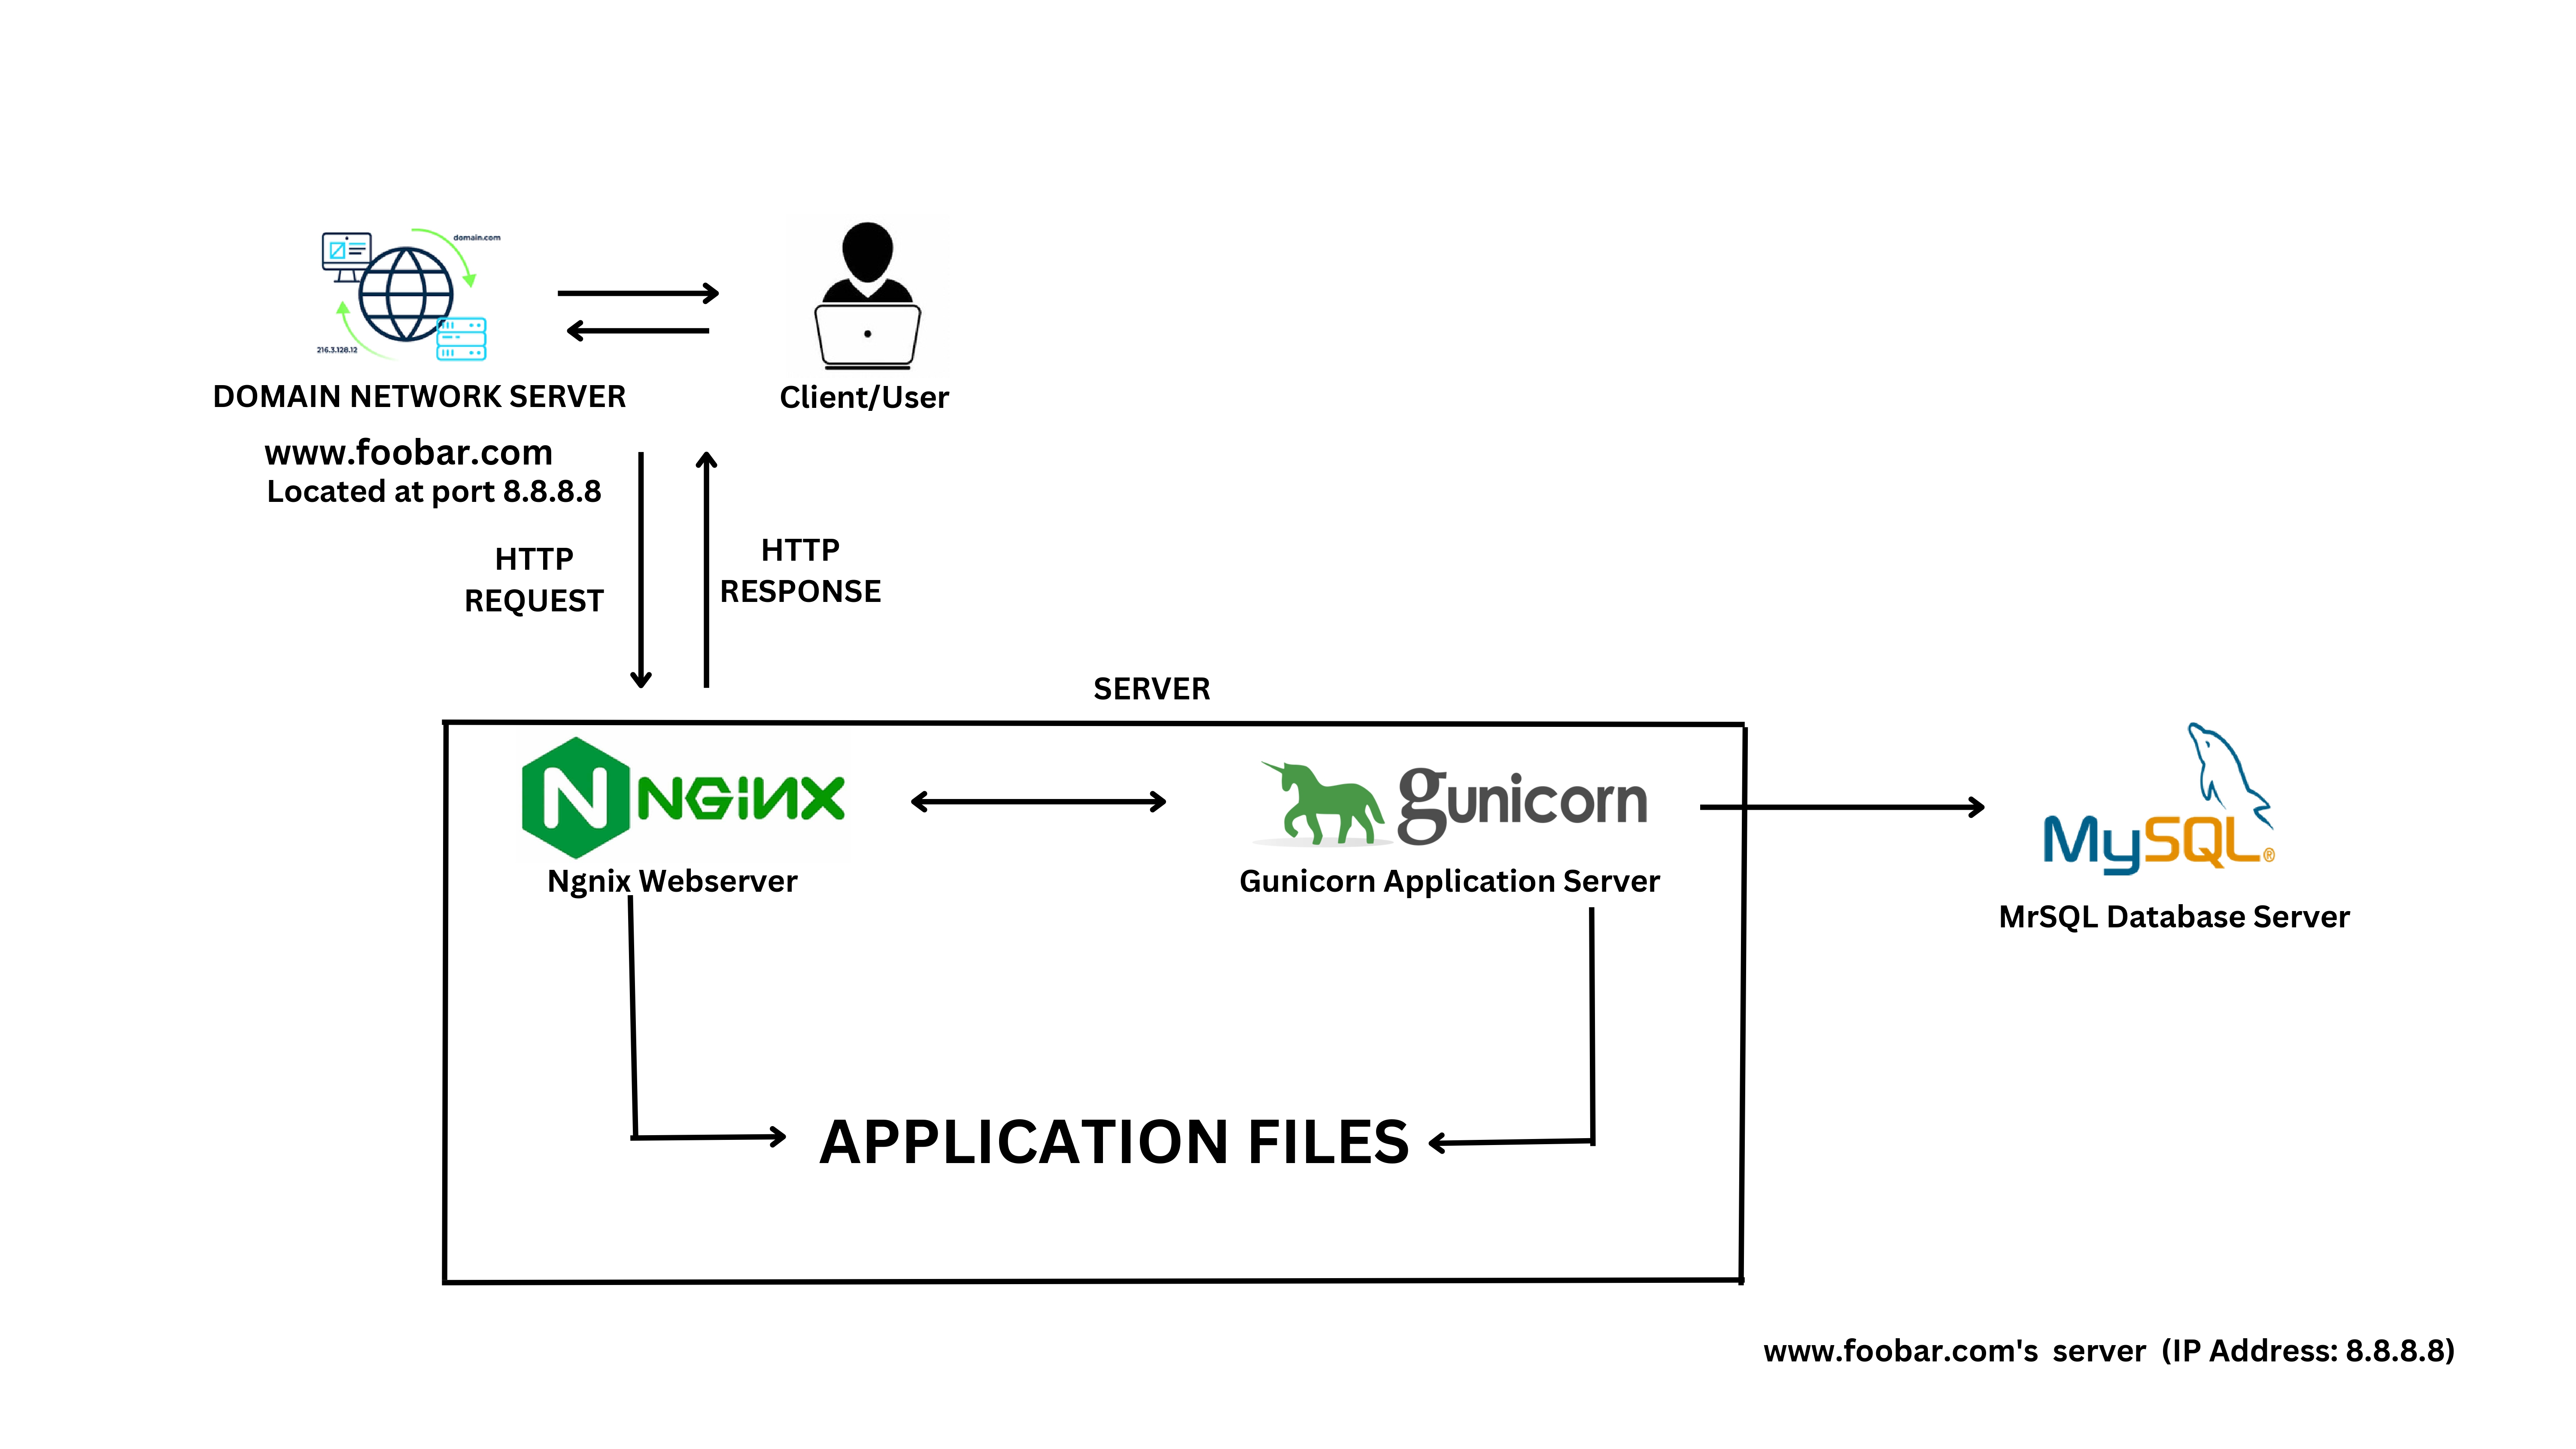 domain.com
216.3.128.12
DOMAIN NETWORK SERVER
Client/User
www.foobar.com
Located at port 8.8.8.8
HTTP
REQUEST
HTTP
RESPONSE
SERVER
N NGINX
gunicorn
MySQL®
Ngnix Webserver
Gunicorn Application Server
MrSQL Database Server
APPLICATION FILES
www.foobar.com's server (IP Address: 8.8.8.8)